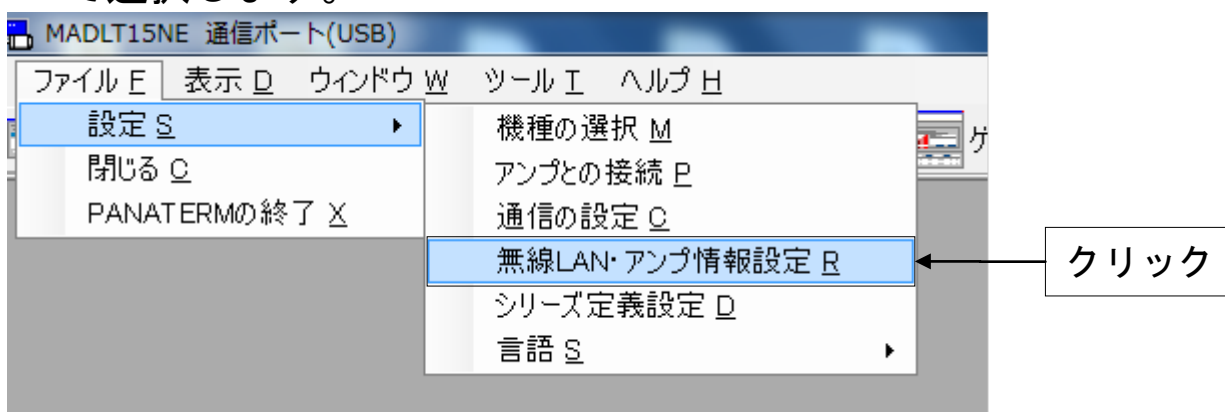 MADLT15NE 通信ポート(USB)
ファイル F 表示 D ウィンドウ W ツール T ヘルプ H
設定 S
閉じる C
PANATERMの終了 X
機種の選択 M
アンプとの接続 P
通信の設定 C
無線LAN・アンプ情報設定 R
シリーズ定義設定 D
言語 S
ゲ
クリック